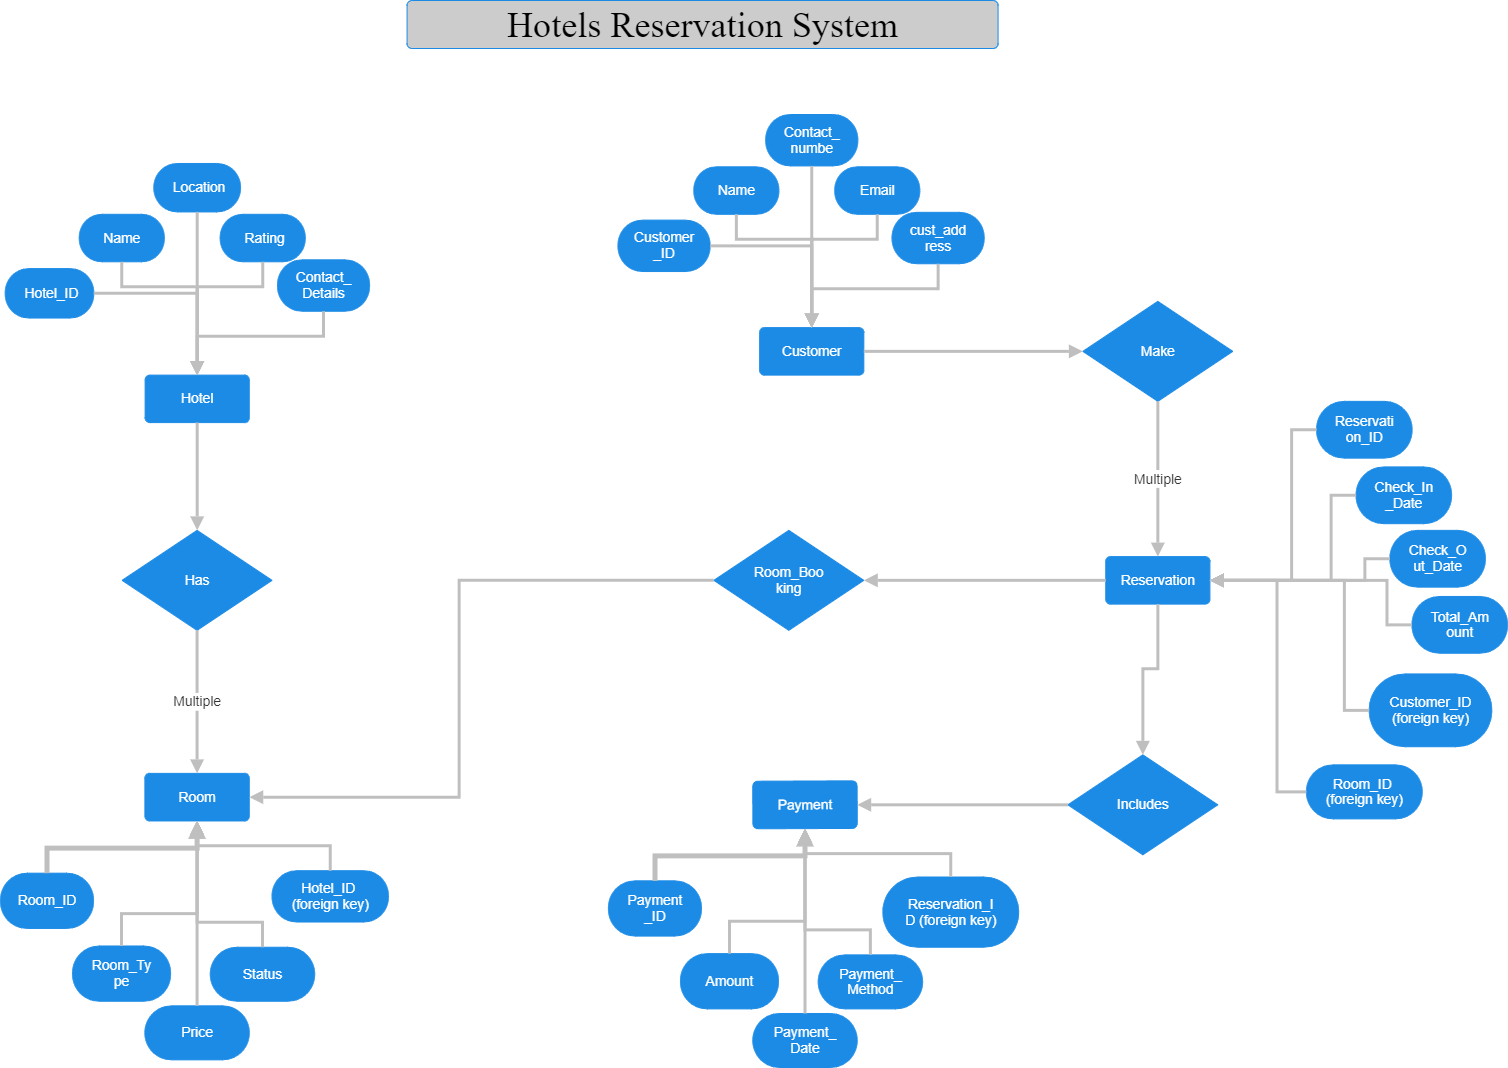 Hotels Reservation System
Location
Name
Rating
Hotel_ID
Contact_
Details
Hotel
Has
Multiple
Room
Room_ID
Hotel_ID
(foreign key)
Room_Ty
pe
Status
Price
Contact_
numbe
Name
Email
Customer
_ID
cust_add
ress
Customer
Make
Multiple
Reservation
Room_Boo
king
Reservati
on_ID
Check_In
_Date
Check_O
ut_Date
Total_Am
ount
Customer_ID
(foreign key)
Room_ID
(foreign key)
Includes
Payment
Payment
_ID
Reservation_I
D (foreign key)
Amount
Payment_
Method
Payment_
Date